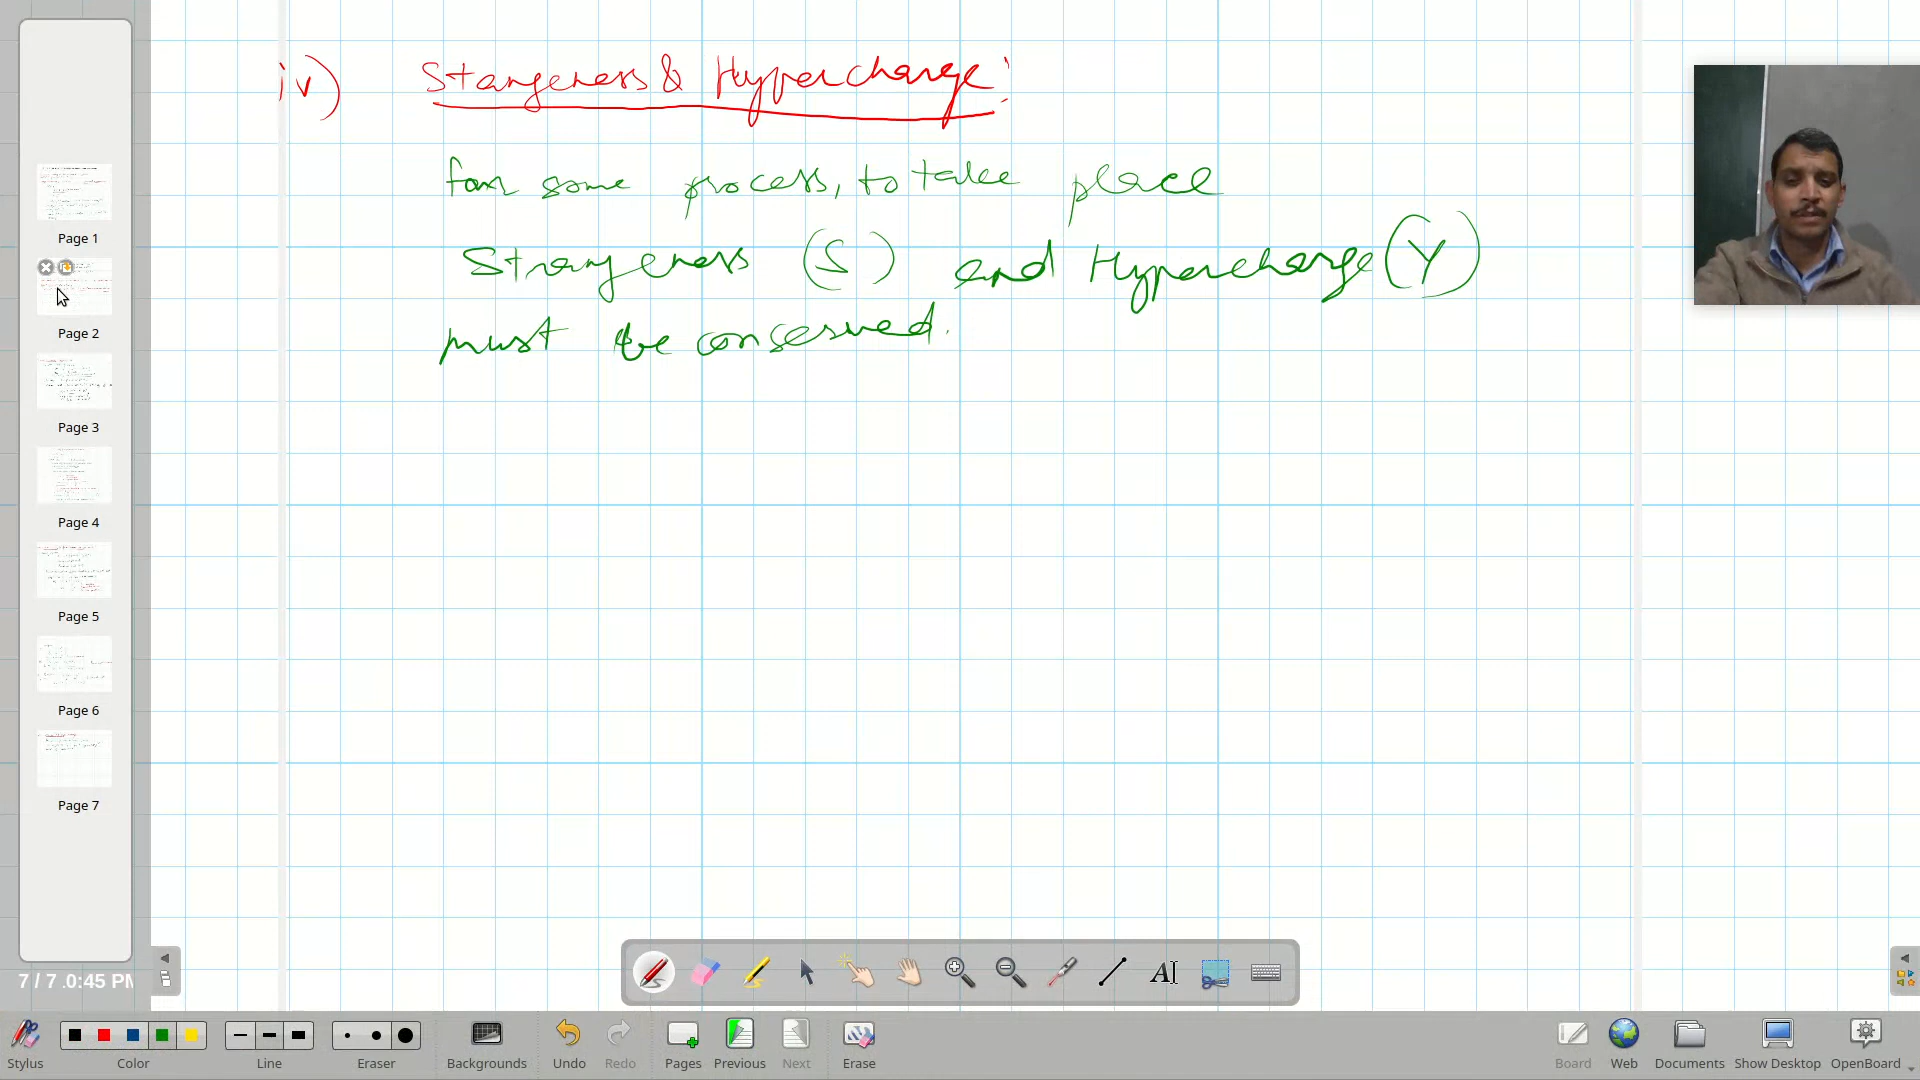 iv) Stangeness & Hypercharge:
for some process, to take place
Strangeness (S) and Hypercharge (Y)
must be conserved.
Page 1
Page 2
Page 3
Page 4
Page 5
Page 6
Page 7
7 / 7 .0:45 PM
Stylus
Color
Line
Eraser
Backgrounds
Undo
Redo
Pages
Previous
Next
Erase
Board
Web
Documents
Show Desktop
OpenBoard